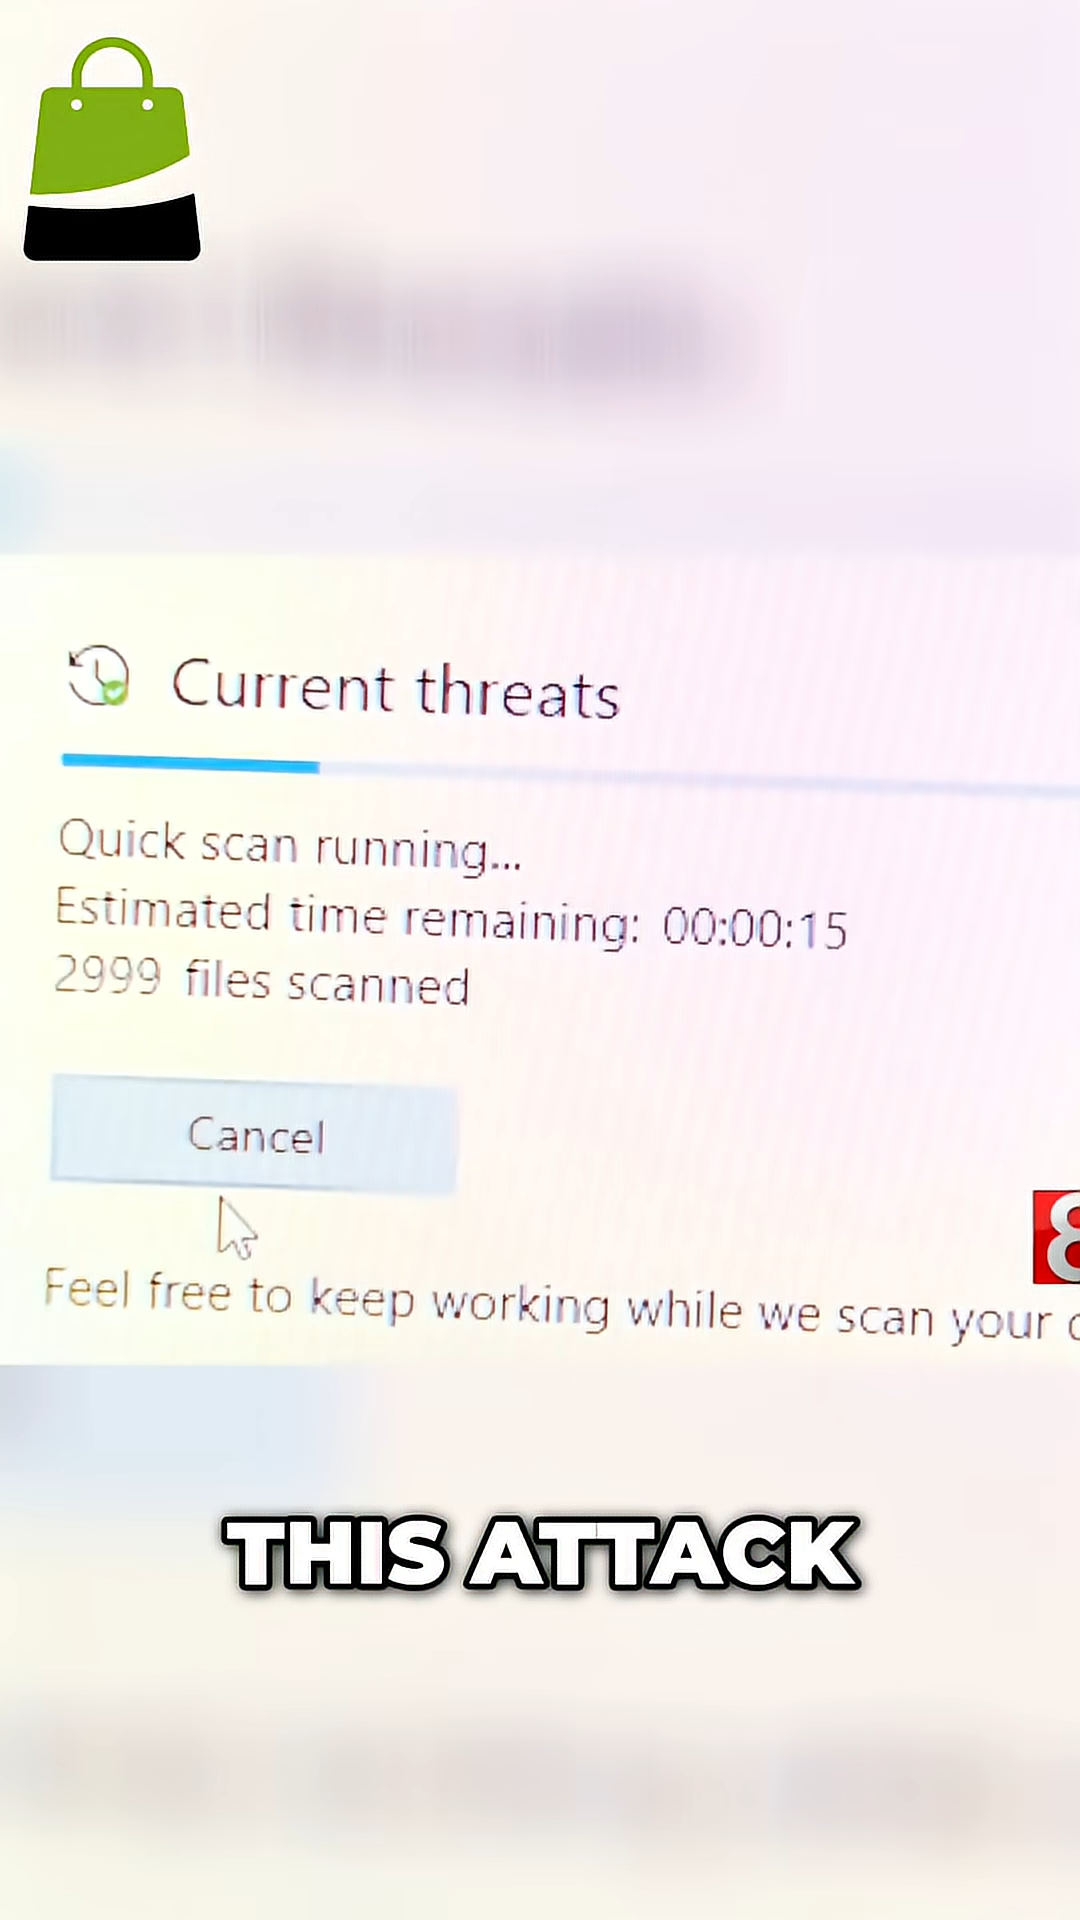 Current threats
Quick scan running...
Estimated time remaining: 00:00:15
2999 files scanned
Cancel
8
Feel free to keep working while we scan your
THIS ATTACK